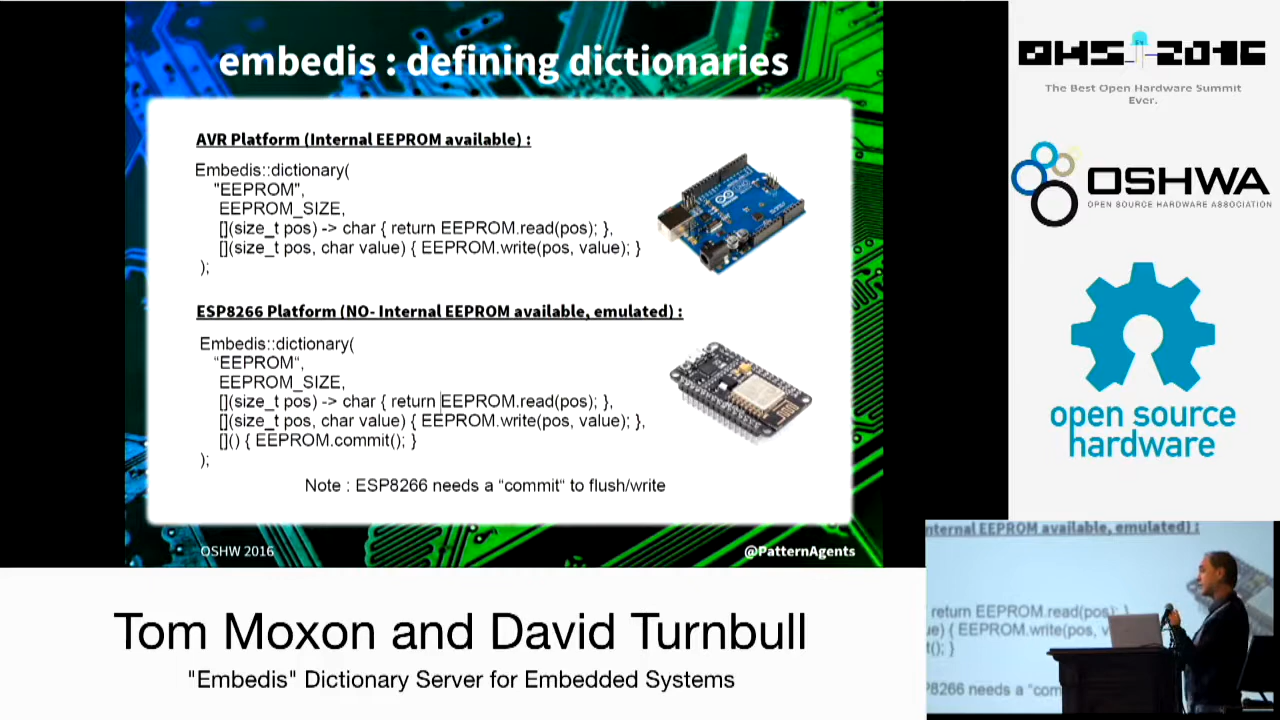 embedis : defining dictionaries
AVR Platform (Internal EEPROM available) :
Embedis::dictionary(
"EEPROM",
EEPROM_SIZE,
[](size_t pos) -> char { return EEPROM.read(pos); },
[](size_t pos, char value) { EEPROM.write(pos, value); }
);
ESP8266 Platform (NO- Internal EEPROM available, emulated) :
Embedis::dictionary(
“EEPROM“,
EEPROM_SIZE,
[](size_t pos) -> char { return EEPROM.read(pos); },
[](size_t pos, char value) { EEPROM.write(pos, value); },
[]() { EEPROM.commit(); }
);
Note : ESP8266 needs a “commit“ to flush/write
OSHW 2016
@PatternAgents
OHS 2016
The Best Open Hardware Summit
Ever.
OSHWA
OPEN SOURCE HARDWARE ASSOCIATION
open source
hardware
nternal EEPROM available, emulated) :
return EEPROM.read(pos); }
ue) { EEPROM.write(pos, v
t(); }
8266 needs a “com
Tom Moxon and David Turnbull
"Embedis" Dictionary Server for Embedded Systems